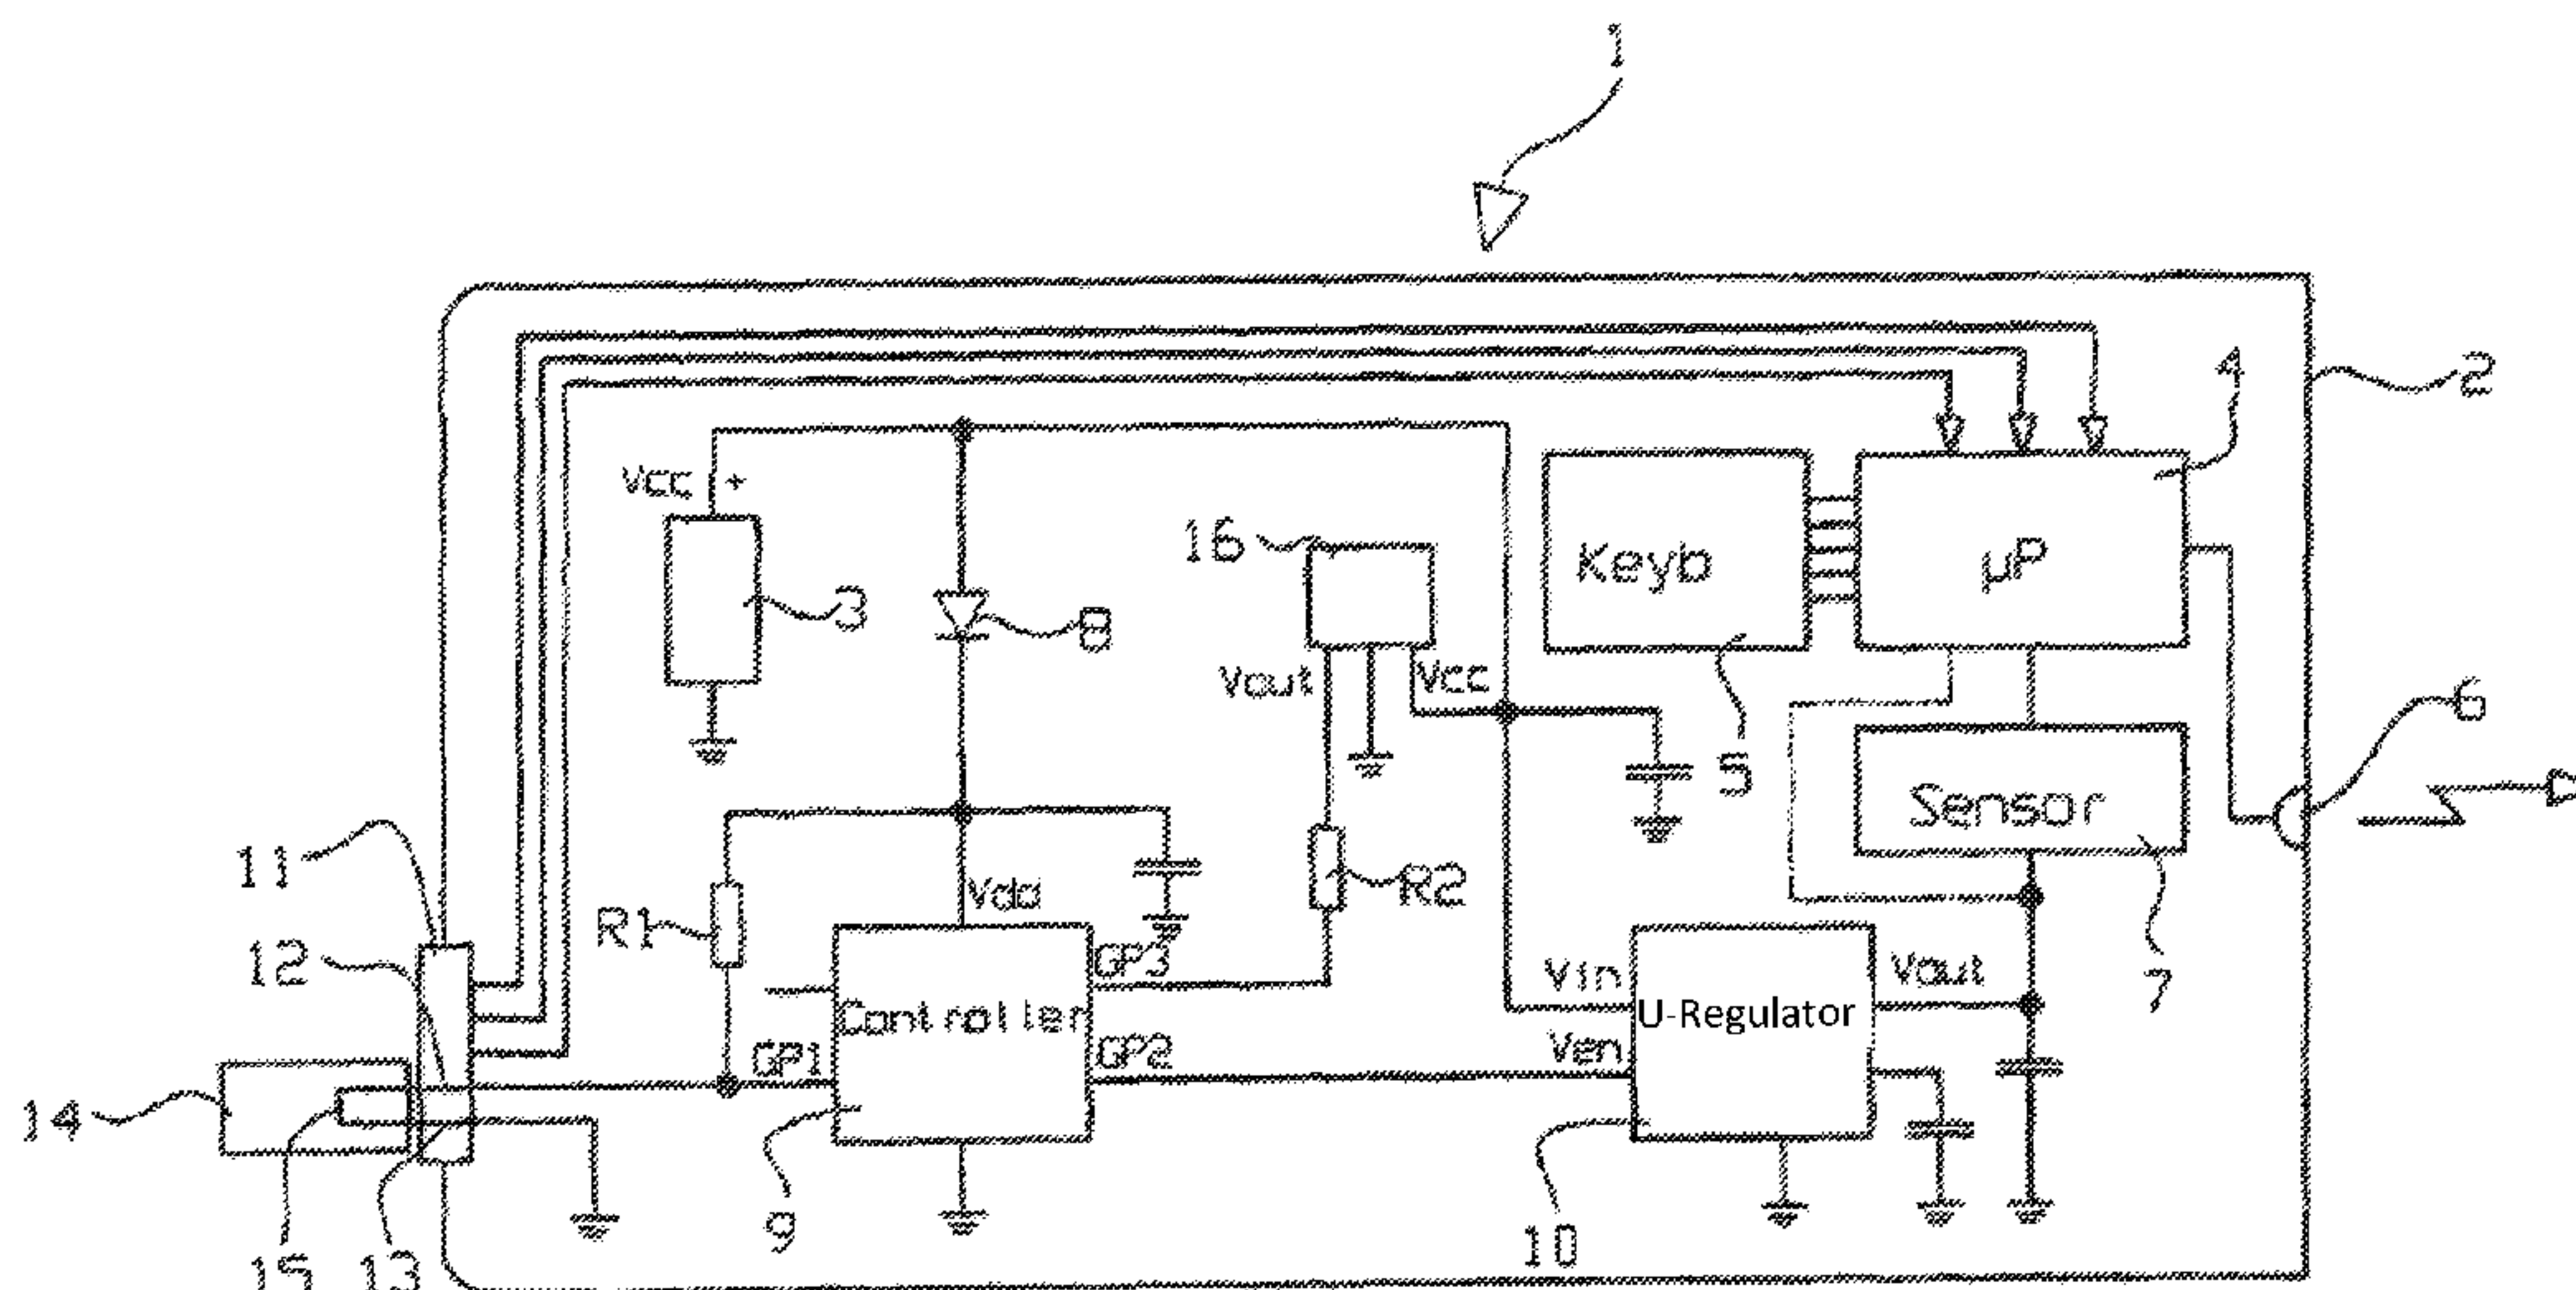 1
2
4
Vcc +
3
8
16
Keyb
µP
Vout
Vcc
5
6
Sensor
7
11
12
R1
Vdd
R2
GP3
Controller
Vin
U-Regulator
Vout
GP1
GP2
Ven
14
15
13
9
10